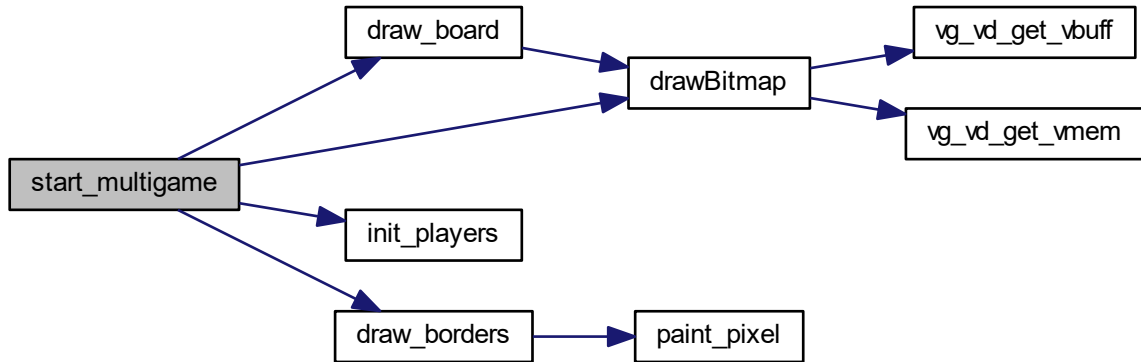 draw_board
vg_vd_get_vbuff
drawBitmap
vg_vd_get_vmem
start_multigame
init_players
draw_borders
paint_pixel